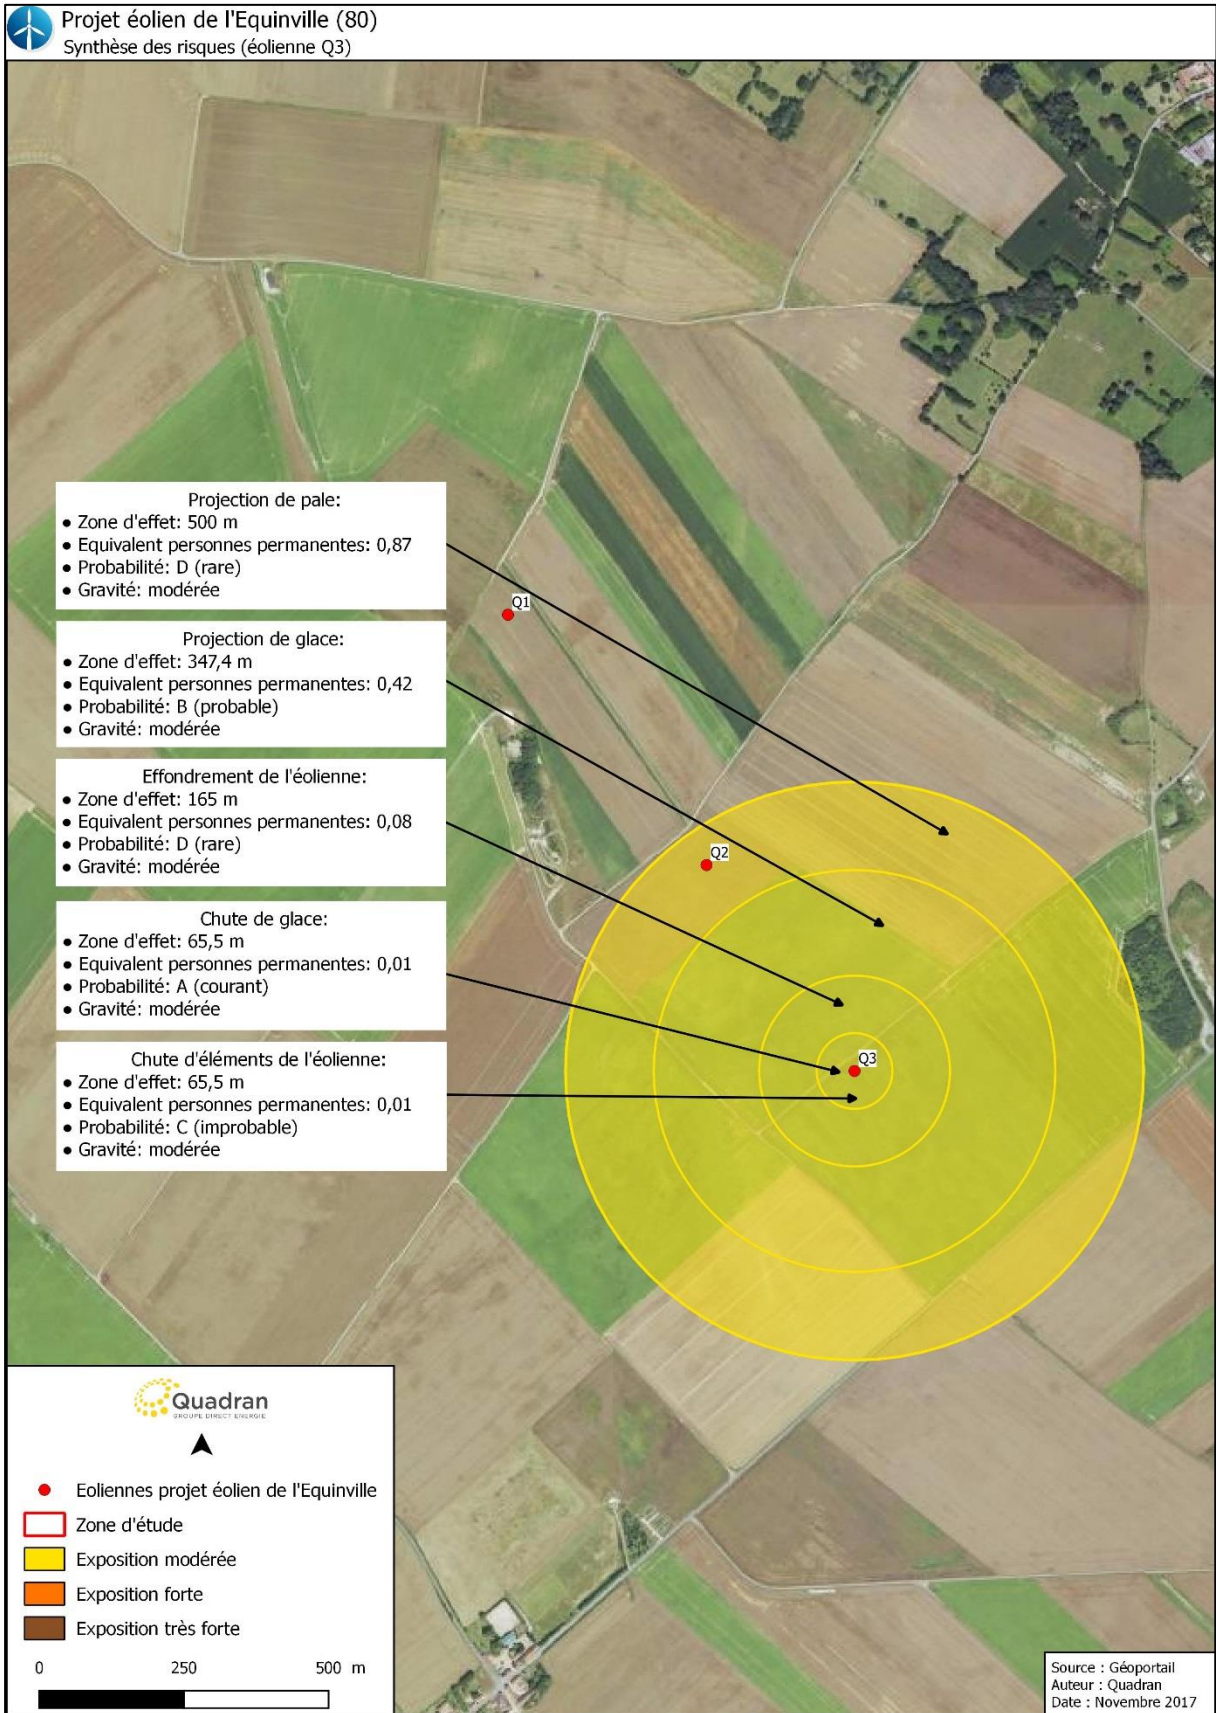 Projet éolien de l'Equinville (80)
Synthèse des risques (éolienne Q3)
Projection de pale:
• Zone d'effet: 500 m
• Equivalent personnes permanentes: 0,87
• Probabilité: D (rare)
• Gravité: modérée
Q1
Projection de glace:
• Zone d'effet: 347,4 m
• Equivalent personnes permanentes: 0,42
• Probabilité: B (probable)
• Gravité: modérée
Effondrement de l'éolienne:
• Zone d'effet: 165 m
• Equivalent personnes permanentes: 0,08
• Probabilité: D (rare)
• Gravité: modérée
Q2
Chute de glace:
• Zone d'effet: 65,5 m
• Equivalent personnes permanentes: 0,01
• Probabilité: A (courant)
• Gravité: modérée
Chute d'éléments de l'éolienne:
• Zone d'effet: 65,5 m
• Equivalent personnes permanentes: 0,01
• Probabilité: C (improbable)
• Gravité: modérée
Q3
Quadran
GROUPE DIRECT ENERGIE
Eoliennes projet éolien de l'Equinville
Zone d'étude
Exposition modérée
Exposition forte
Exposition très forte
0 250 500 m
Source : Géoportail
Auteur : Quadran
Date : Novembre 2017